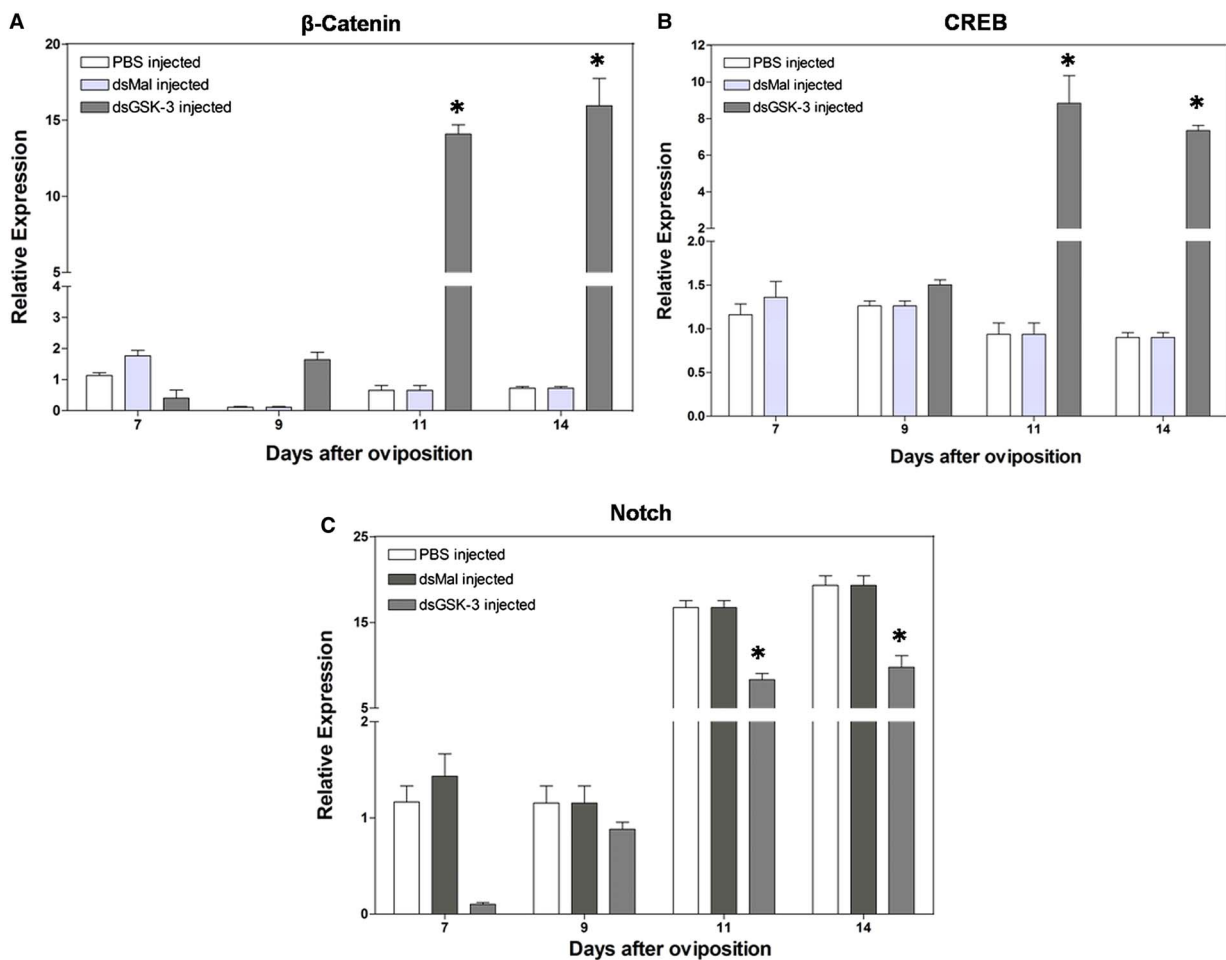 A
β-Catenin
20
15
10
5
4
3
2
1
0
Relative Expression
PBS injected
dsMal injected
dsGSK-3 injected
*
*
7 9 11 14
Days after oviposition
B
CREB
12
10
8
6
4
2
2.0
1.5
1.0
0.5
0.0
Relative Expression
PBS injected
dsMal injected
dsGSK-3 injected
*
*
7 9 11 14
Days after oviposition
C
Notch
25
15
5
2
1
0
Relative Expression
PBS injected
dsMal injected
dsGSK-3 injected
*
*
7 9 11 14
Days after oviposition